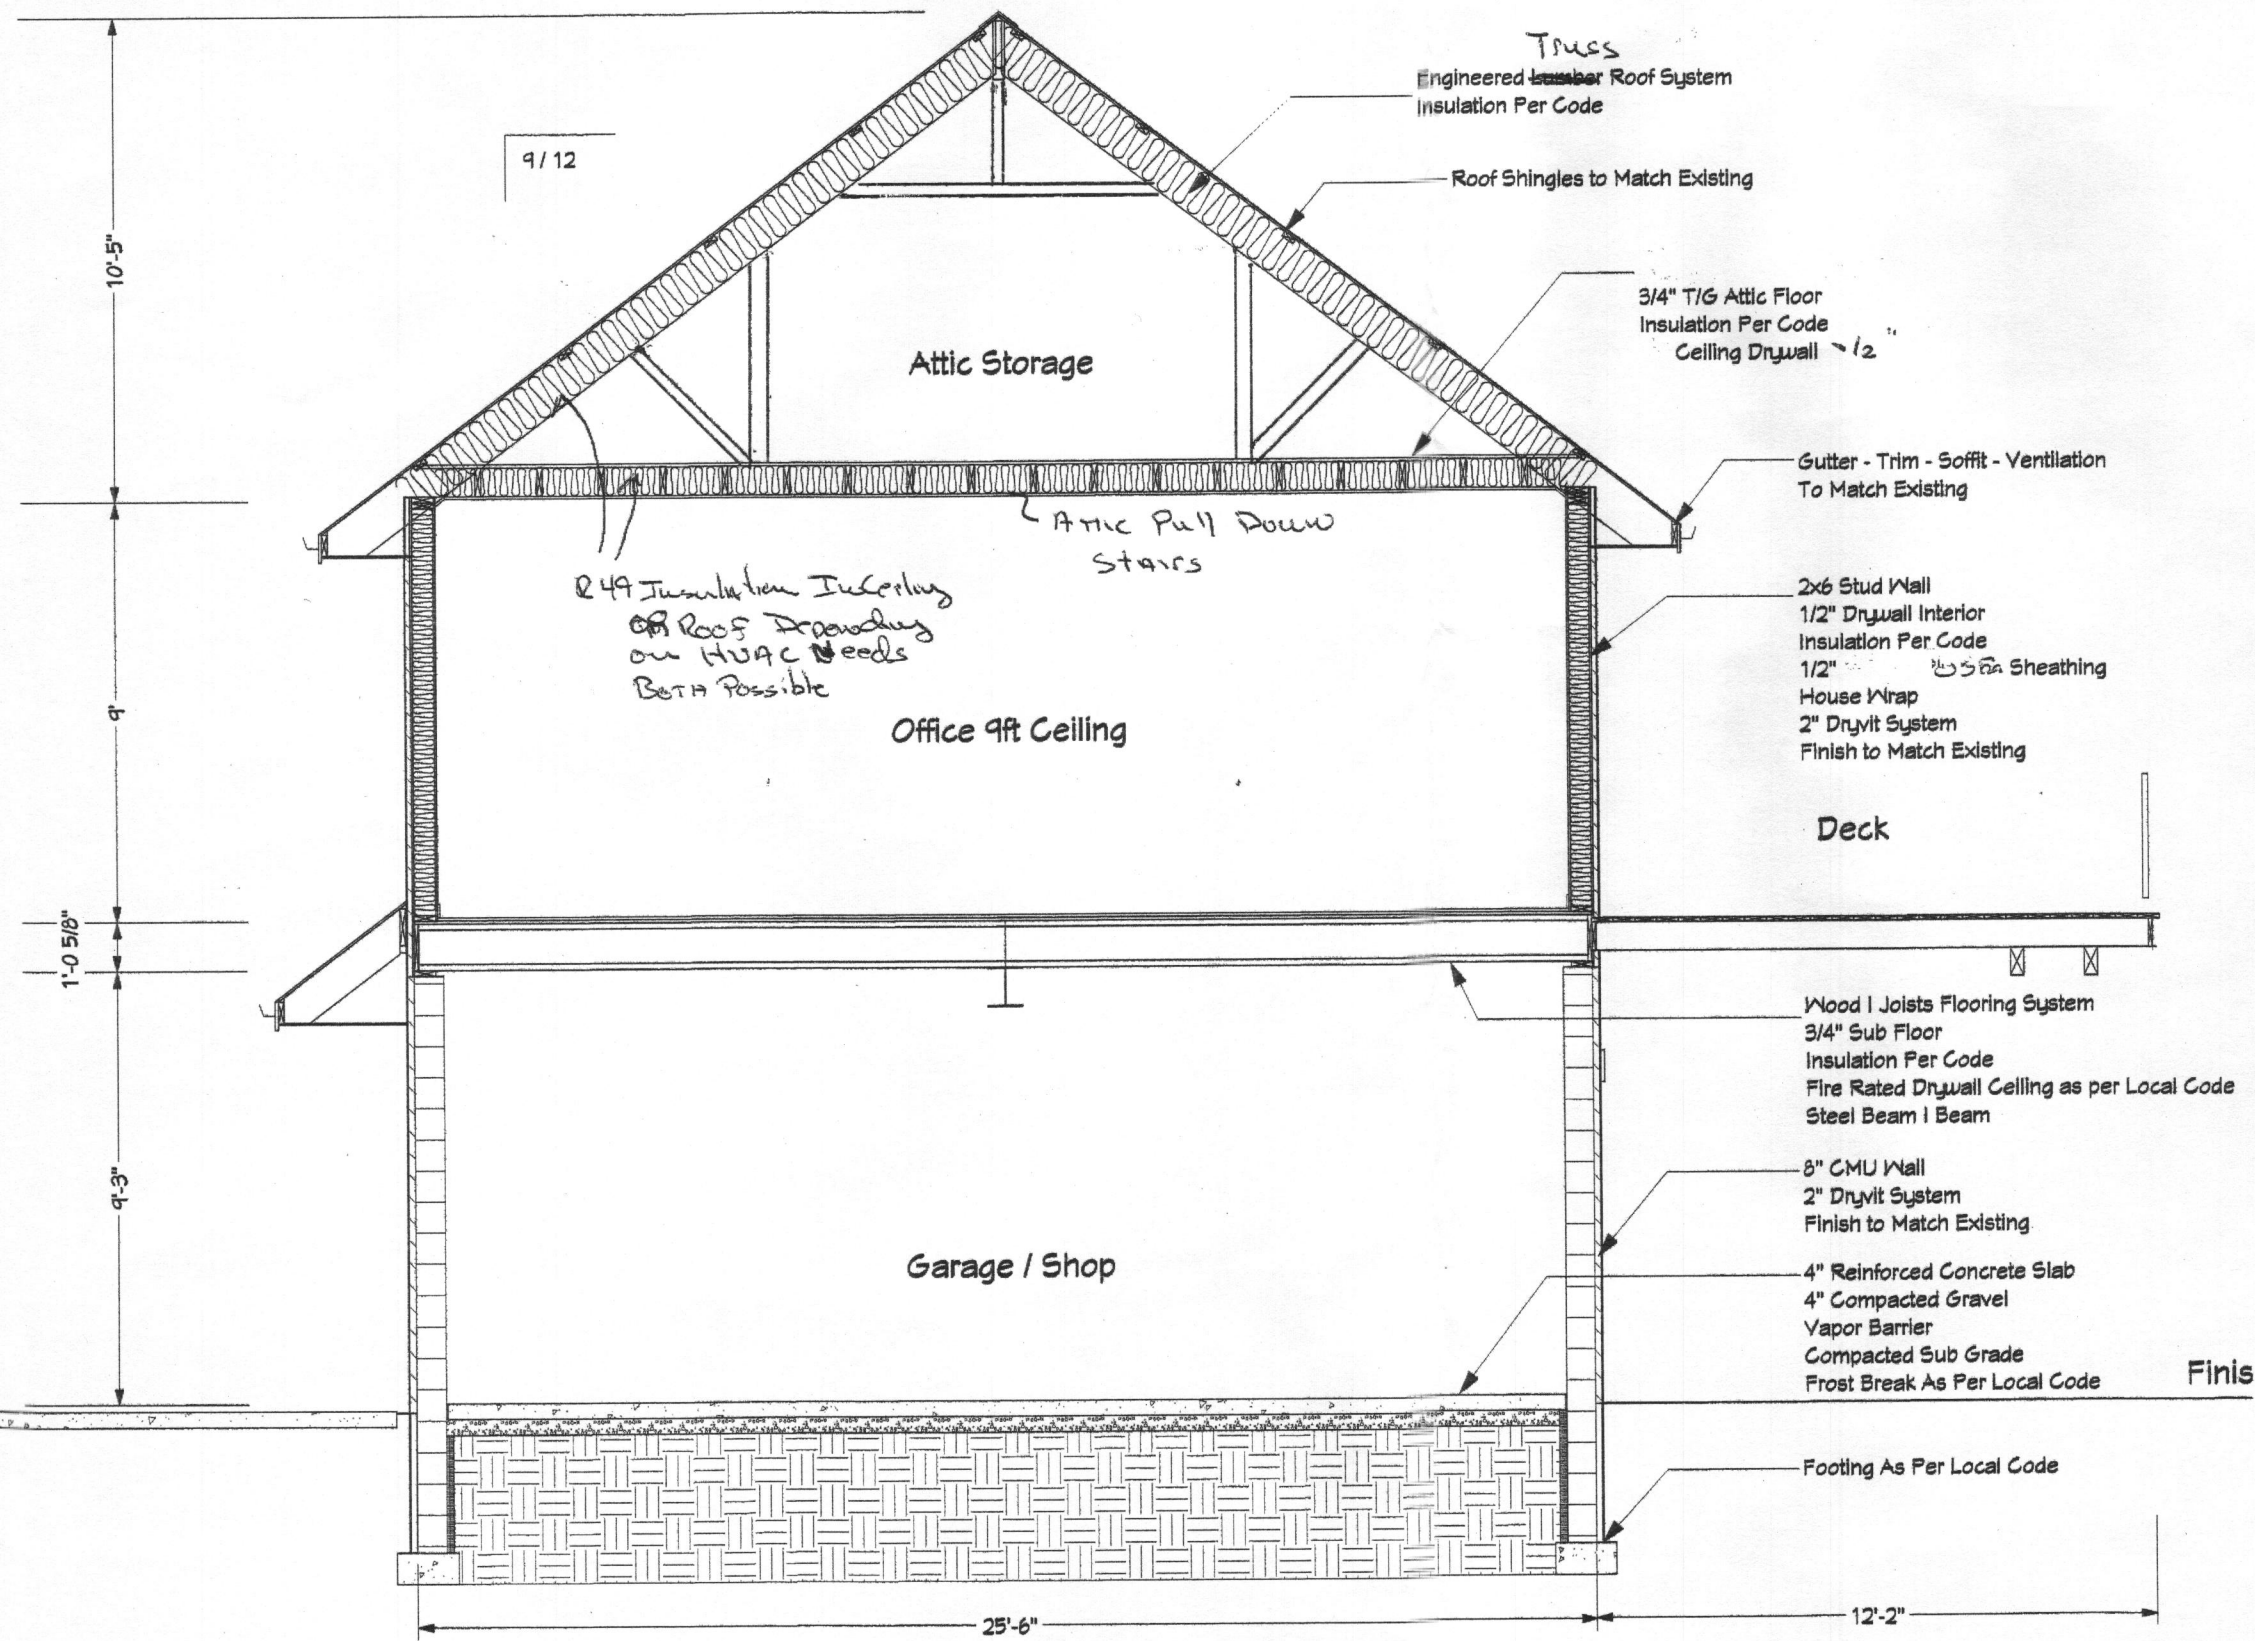 Truss
Engineered Lumber Roof System
Insulation Per Code
9/12
Roof Shingles to Match Existing
10'-5"
3/4" T/G Attic Floor
Insulation Per Code
Ceiling Drywall - 1/2"
Attic Storage
Gutter - Trim - Soffit - Ventilation
To Match Existing
Attic Pull Down
Stairs
R49 Insulation In Ceiling
OR Roof Depending
on HVAC Needs
Both Possible
2x6 Stud Wall
1/2" Drywall Interior
Insulation Per Code
1/2" Sheathing
House Wrap
2" Dryvit System
Finish to Match Existing
9'
Office 9ft Ceiling
Deck
1'-0 5/8"
Wood I Joists Flooring System
3/4" Sub Floor
Insulation Per Code
Fire Rated Drywall Ceiling as per Local Code
Steel Beam I Beam
9'-3"
8" CMU Wall
2" Dryvit System
Finish to Match Existing
Garage / Shop
4" Reinforced Concrete Slab
4" Compacted Gravel
Vapor Barrier
Compacted Sub Grade
Frost Break As Per Local Code
Finis
Footing As Per Local Code
25'-6"
12'-2"